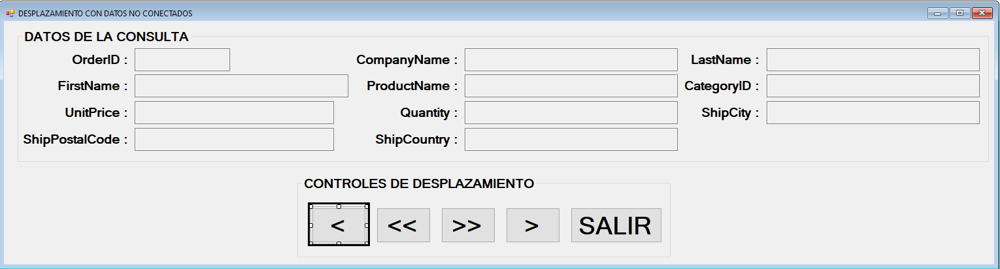 DESPLAZAMIENTO CON DATOS NO CONECTADOS
DATOS DE LA CONSULTA
OrderID : CompanyName : LastName :
FirstName : ProductName : CategoryID :
UnitPrice : Quantity : ShipCity :
ShipPostalCode : ShipCountry :
CONTROLES DE DESPLAZAMIENTO
< << >> > SALIR